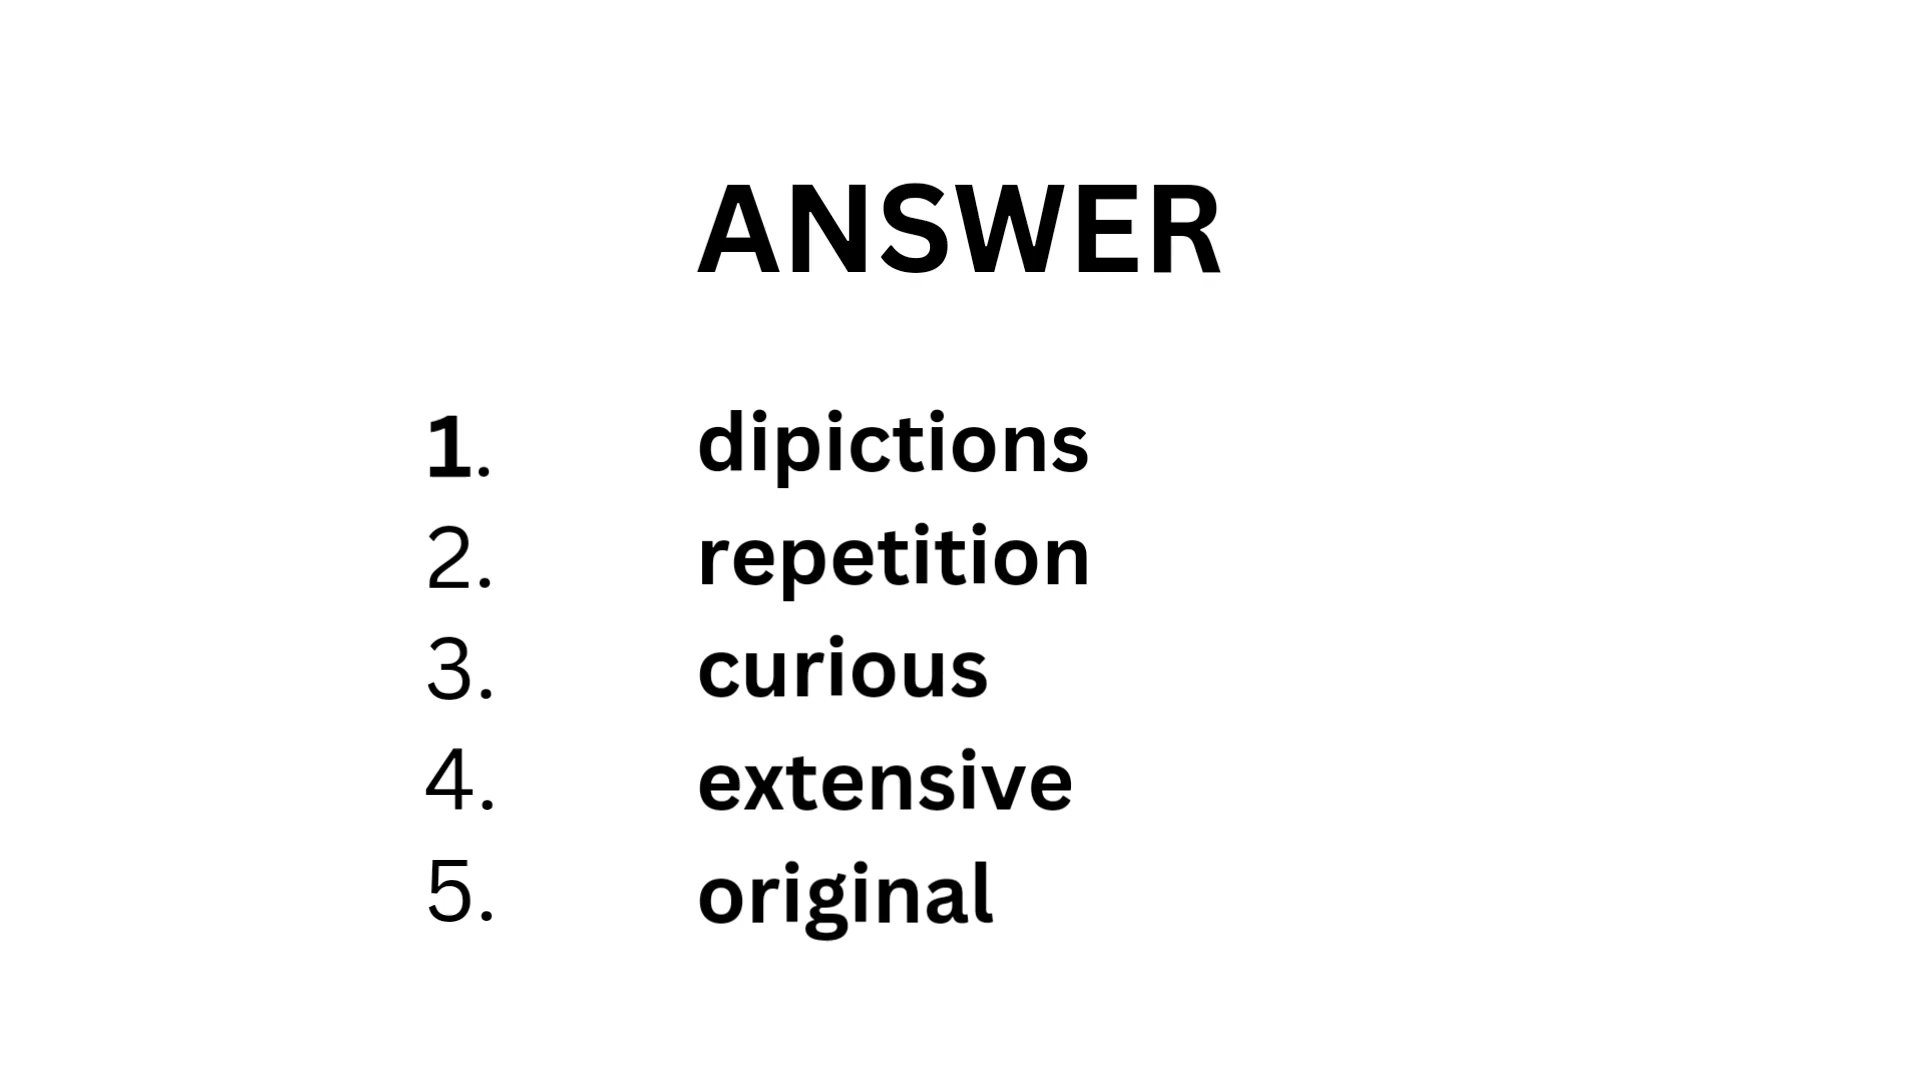 ANSWER
1. dipictions
2. repetition
3. curious
4. extensive
5. original